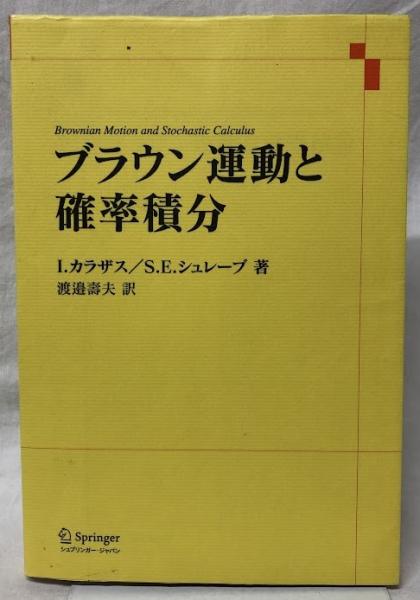 Brownian Motion and Stochastic Calculus
ブラウン運動と
確率積分
I.カラザス／S.E.シュレーブ 著
渡邉壽夫 訳
Springer
シュプリンガー・ジャパン